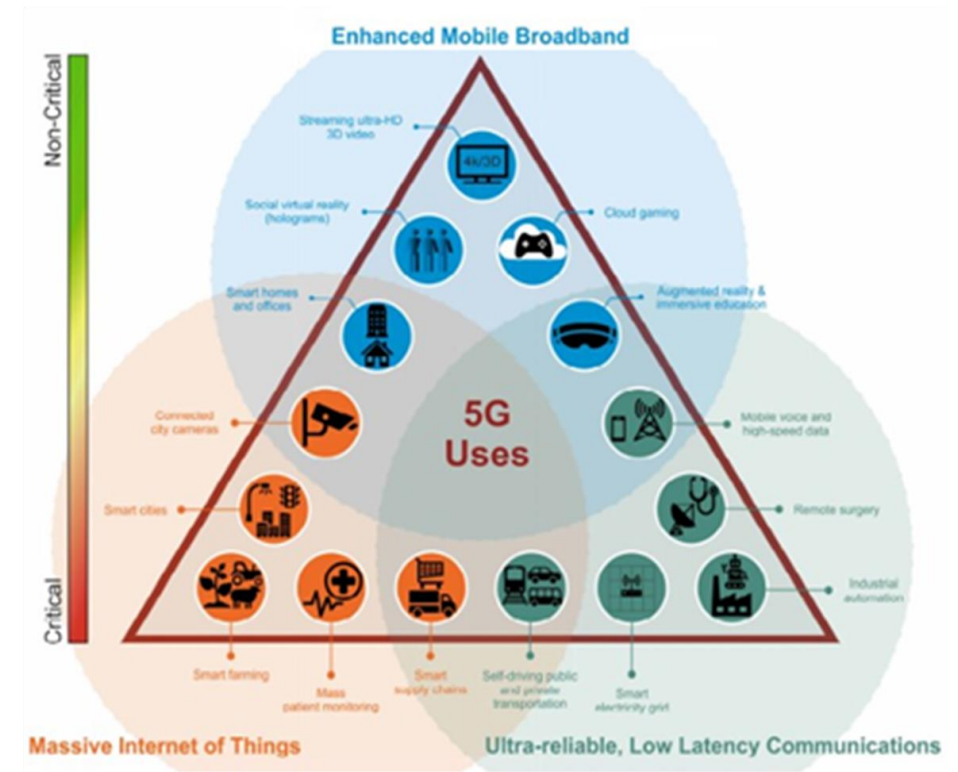 Enhanced Mobile Broadband
Non-Critical
Critical
Streaming ultra-HD
3D video
4k/3D
Social virtual reality
(holograms)
Cloud gaming
Smart homes
and offices
Augmented reality &
immersive education
5G
Uses
Connected
city cameras
Mobile voice and
high-speed data
Smart cities
Remote surgery
Industrial
automation
Smart farming
Mass
patient monitoring
Smart
supply chains
Self-driving public
and private
transportation
Smart
electricity grid
Massive Internet of Things
Ultra-reliable, Low Latency Communications